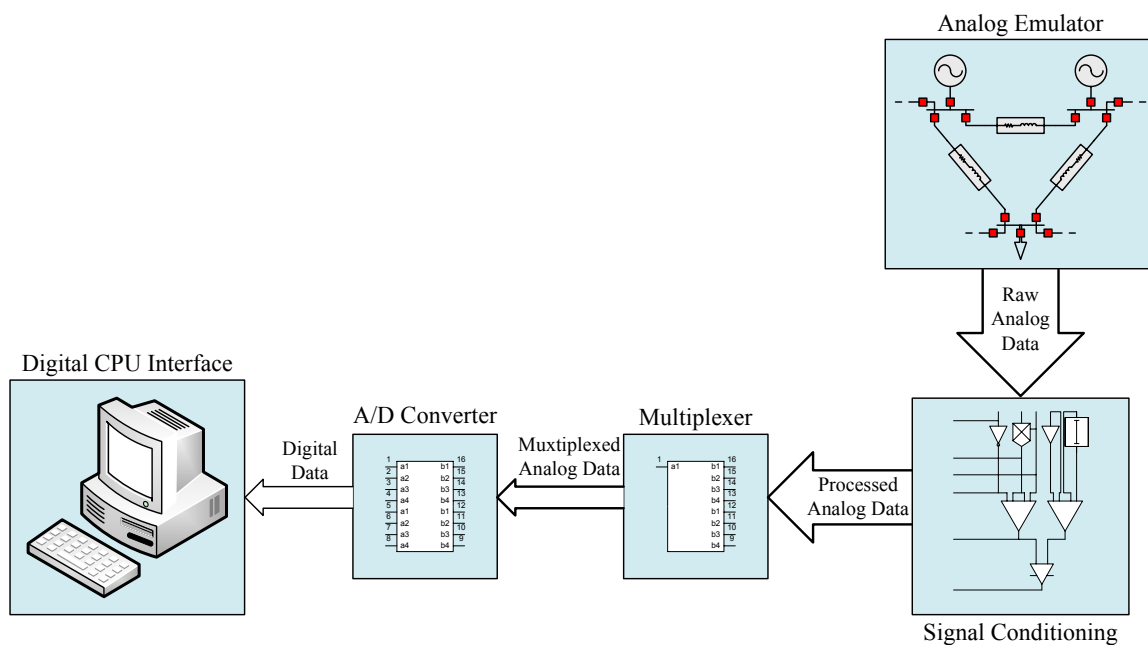 Analog Emulator
Raw
Analog
Data
Digital CPU Interface
A/D Converter
Multiplexer
Digital
Data
Muxtiplexed
Analog Data
Processed
Analog Data
1 a1 b1 16
2 a2 b2 15
3 a3 b3 14
4 a4 b4 13
5 a1 b1 12
6 a2 b2 11
7 a3 b3 10
8 a4 b4 9
1 a1 b1 16
b2 15
b3 14
b4 13
b1 12
b2 11
b3 10
b4 9
Signal Conditioning